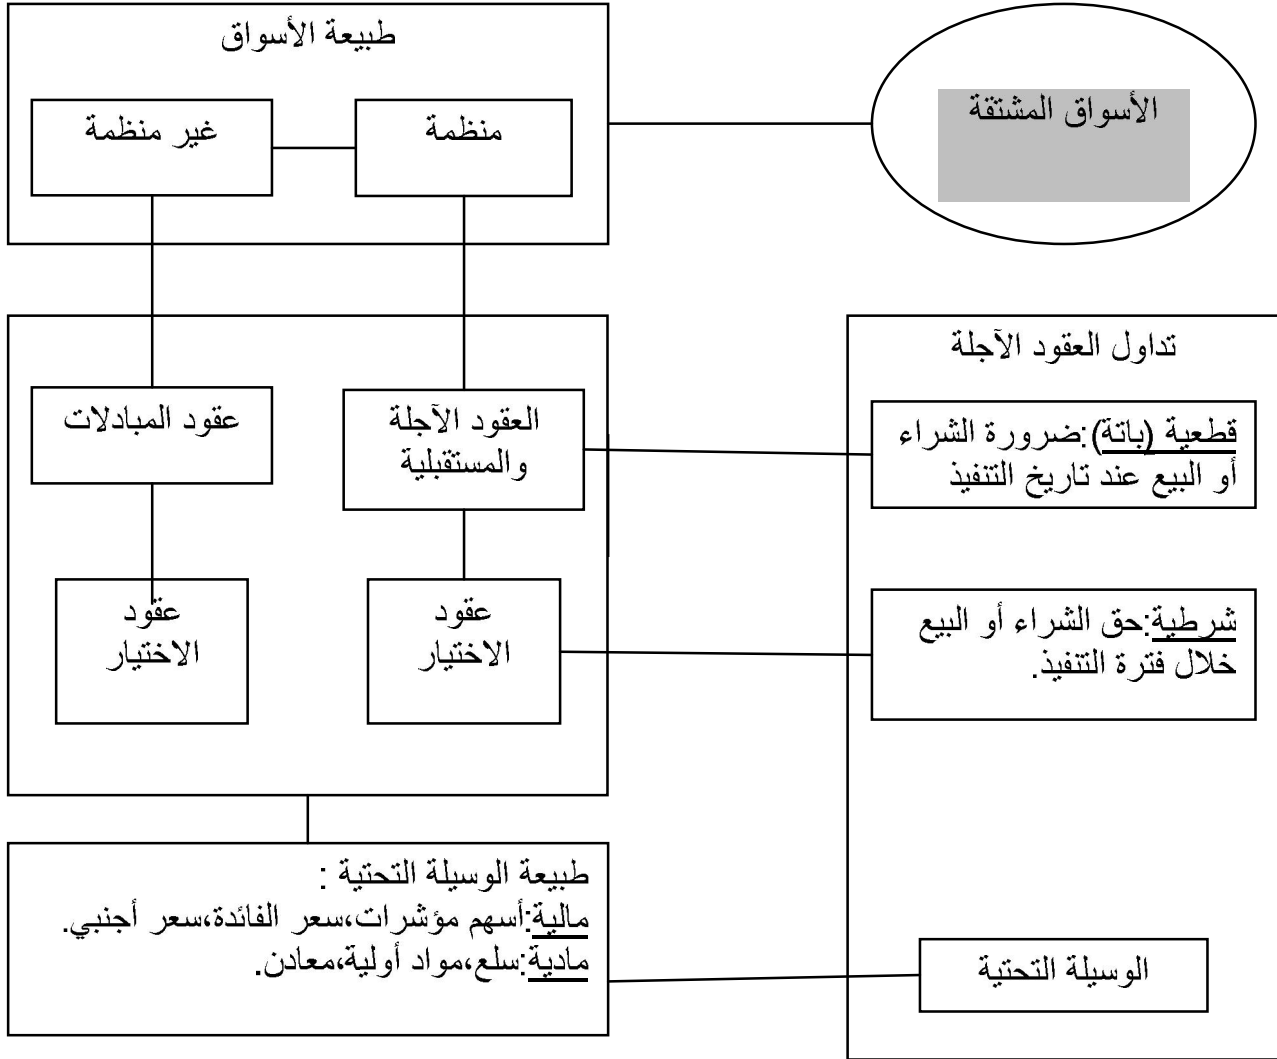 الأسواق المشتقة
طبيعة الأسواق
منظمة
غير منظمة
تداول العقود الآجلة
قطعية (باتة):ضرورة الشراء
أو البيع عند تاريخ التنفيذ
العقود الآجلة
والمستقبلية
عقود المبادلات
شرطية:حق الشراء أو البيع
خلال فترة التنفيذ.
عقود
الاختيار
عقود
الاختيار
الوسيلة التحتية
طبيعة الوسيلة التحتية :
مالية:أسهم مؤشرات،سعر الفائدة،سعر أجنبي.
مادية:سلع،مواد أولية،معادن.